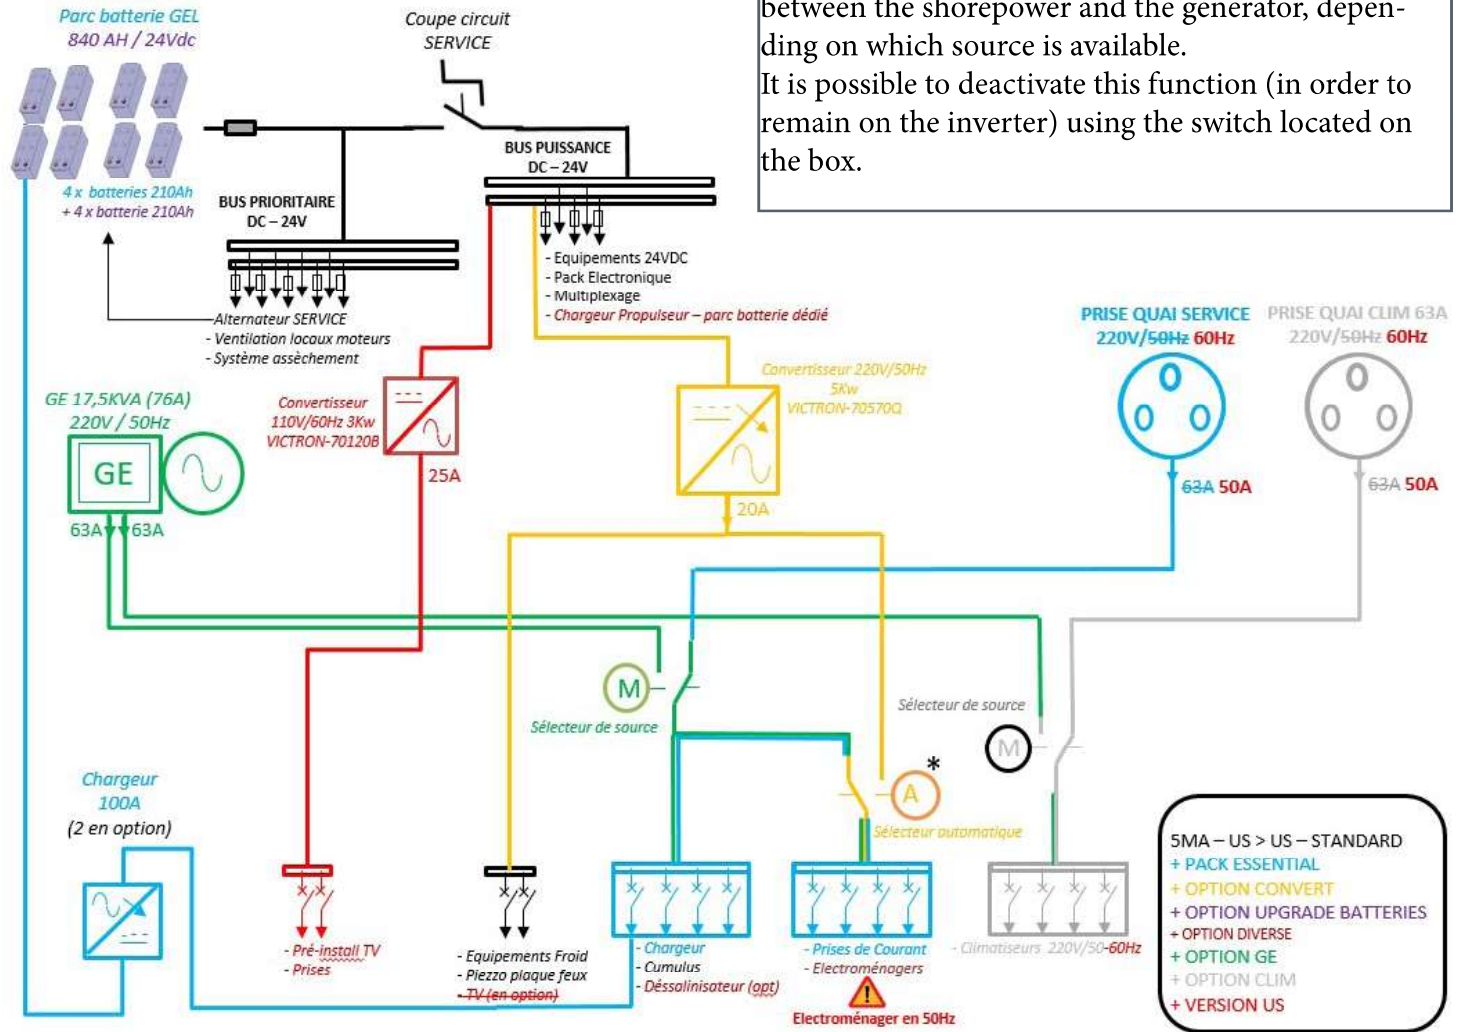 between the shorepower and the generator, depen-
ding on which source is available.
It is possible to deactivate this function (in order to
remain on the inverter) using the switch located on
the box.
Parc batterie GEL
840 AH / 24Vdc
Coupe circuit
SERVICE
4 x batteries 210Ah
+ 4 x batterie 210Ah
BUS PRIORITAIRE
DC – 24V
BUS PUISSANCE
DC – 24V
Alternateur SERVICE
- Ventilation locaux moteurs
- Système assèchement
- Equipements 24VDC
- Pack Electronique
- Multiplexage
- Chargeur Propulseur – parc batterie dédié
PRISE QUAI SERVICE
220V/50Hz 60Hz
63A 50A
PRISE QUAI CLIM 63A
220V/50Hz 60Hz
63A 50A
GE 17,5KVA (76A)
220V / 50Hz
GE
63A 63A
Convertisseur
110V/60Hz 3Kw
VICTRON-70120B
25A
Convertisseur 220V/50Hz
5Kw
VICTRON-70570Q
20A
M
Sélecteur de source
Sélecteur de source
M
*
A
Sélecteur automatique
Chargeur
100A
(2 en option)
- Pré-install TV
- Prises
- Equipements Froid
- Piezzo plaque feux
- TV (en option)
- Chargeur
- Cumulus
- Déssalinisateur (opt)
- Prises de Courant
- Electroménagers
!
Electroménager en 50Hz
- Climatiseurs 220V/50-60Hz
5MA – US > US – STANDARD
+ PACK ESSENTIAL
+ OPTION CONVERT
+ OPTION UPGRADE BATTERIES
+ OPTION DIVERSE
+ OPTION GE
+ OPTION CLIM
+ VERSION US